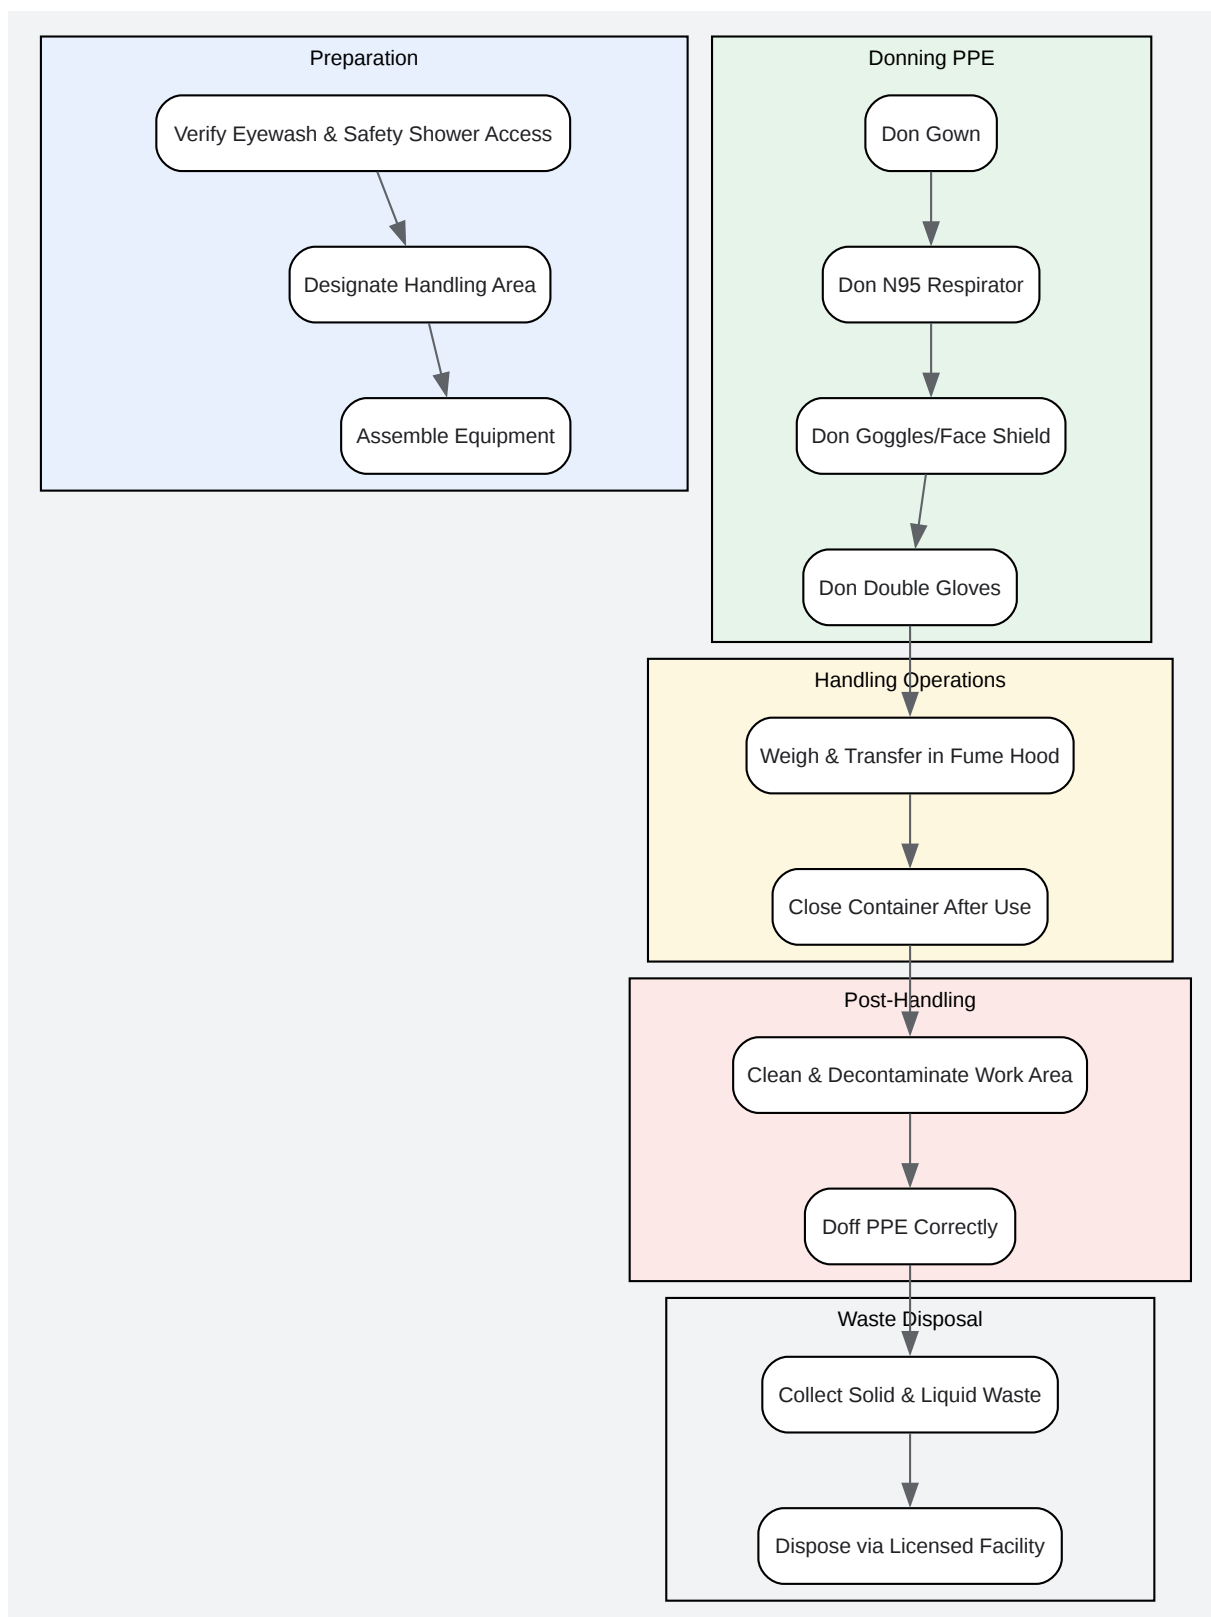 Preparation
Verify Eyewash & Safety Shower Access
Designate Handling Area
Assemble Equipment
Donning PPE
Don Gown
Don N95 Respirator
Don Goggles/Face Shield
Don Double Gloves
Handling Operations
Weigh & Transfer in Fume Hood
Close Container After Use
Post-Handling
Clean & Decontaminate Work Area
Doff PPE Correctly
Waste Disposal
Collect Solid & Liquid Waste
Dispose via Licensed Facility